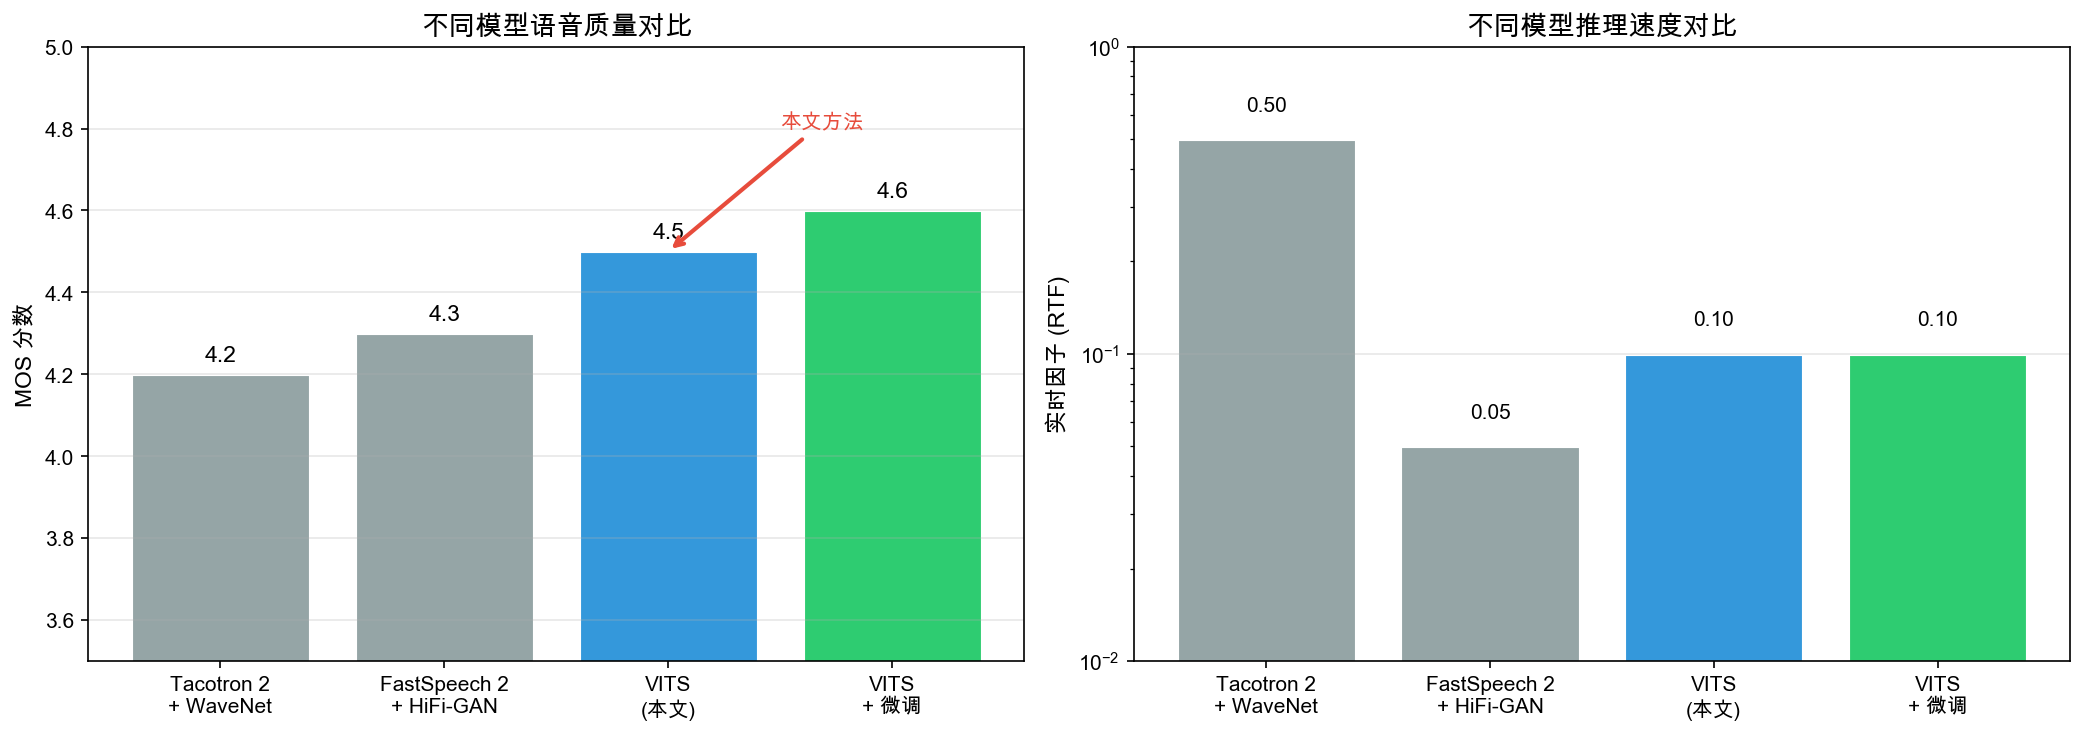 不同模型语音质量对比
MOS 分数
5.0
4.8
4.6
4.4
4.2
4.0
3.8
3.6
本文方法
4.2
4.3
4.5
4.6
Tacotron 2
+ WaveNet
FastSpeech 2
+ HiFi-GAN
VITS
(本文)
VITS
+ 微调
不同模型推理速度对比
实时因子 (RTF)
10⁰
10⁻¹
10⁻²
0.50
0.05
0.10
0.10
Tacotron 2
+ WaveNet
FastSpeech 2
+ HiFi-GAN
VITS
(本文)
VITS
+ 微调